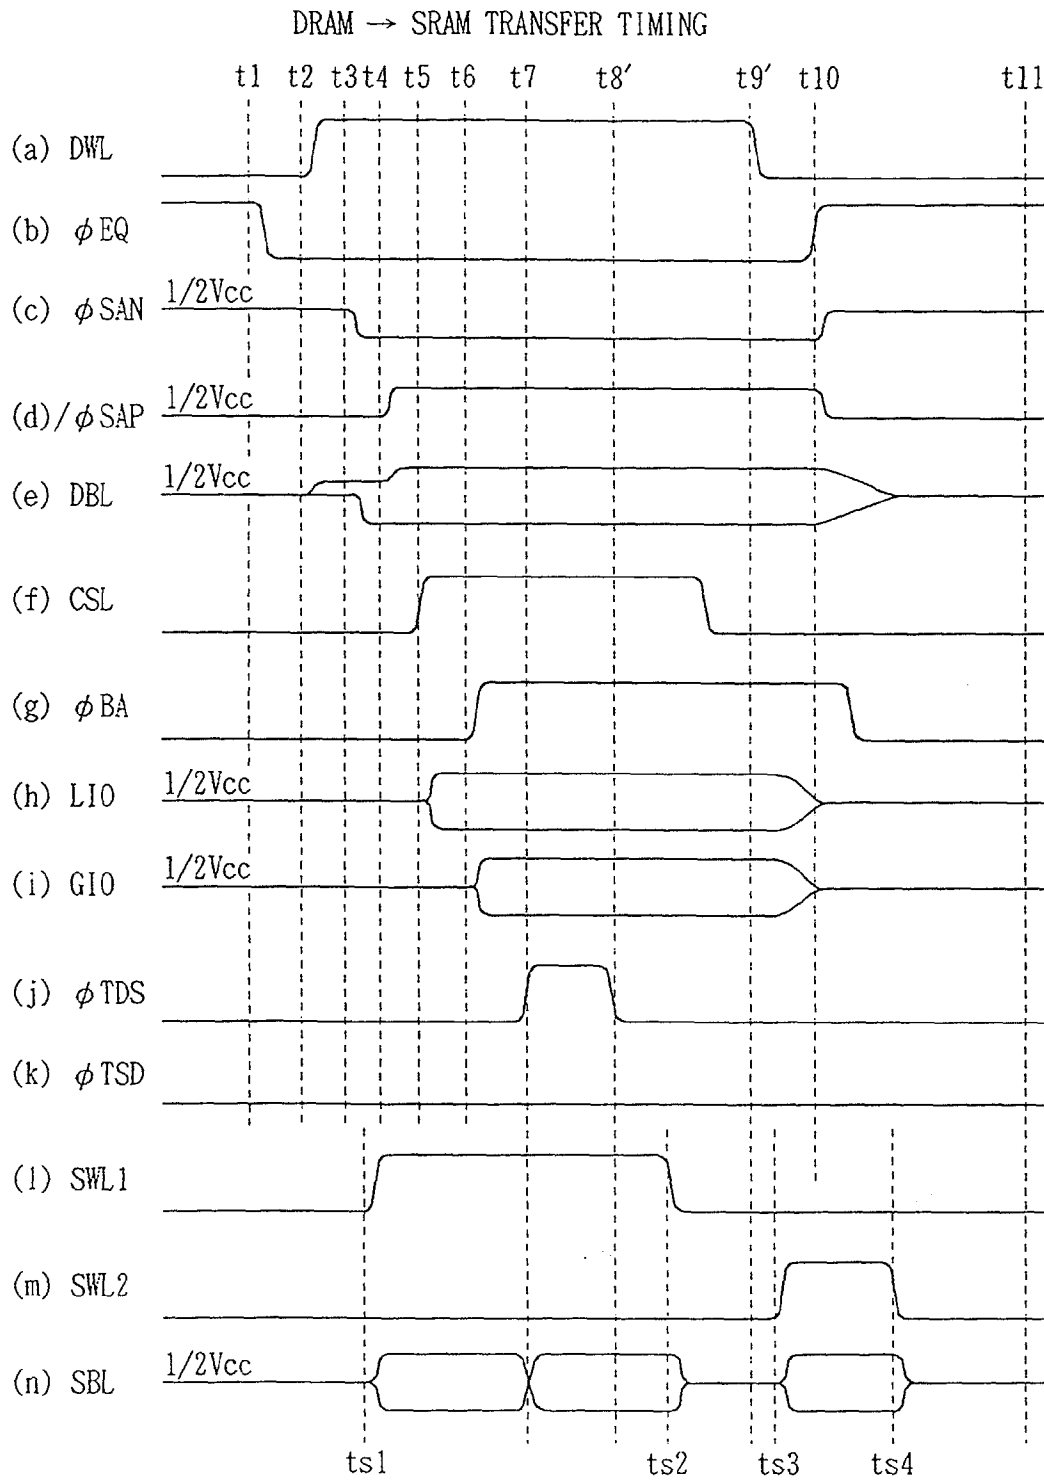 DRAM → SRAM TRANSFER TIMING
t1 t2 t3 t4 t5 t6 t7 t8' t9' t10 t11
(a) DWL
(b) φEQ
1/2Vcc
(c) φSAN
1/2Vcc
(d)/φSAP
1/2Vcc
(e) DBL
(f) CSL
(g) φBA
1/2Vcc
(h) LIO
1/2Vcc
(i) GIO
(j) φTDS
(k) φTSD
(l) SWL1
(m) SWL2
1/2Vcc
(n) SBL
ts1 ts2 ts3 ts4